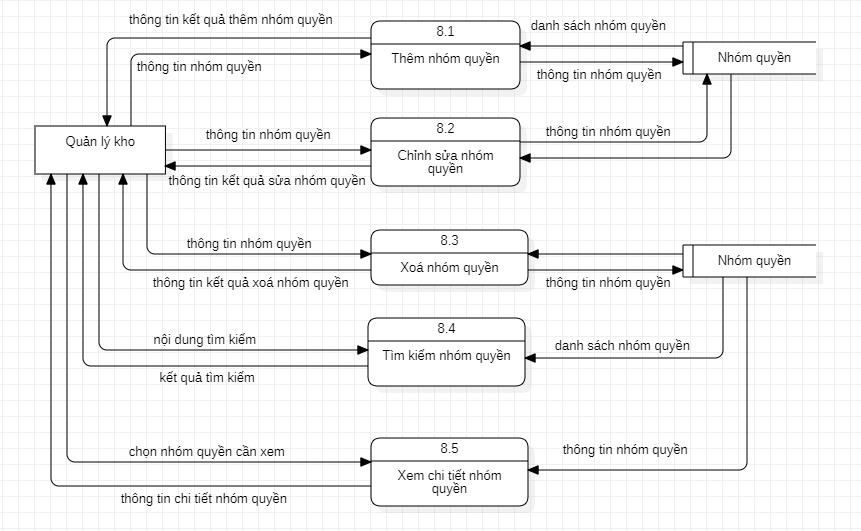 thông tin kết quả thêm nhóm quyền
8.1
danh sách nhóm quyền
Thêm nhóm quyền
Nhóm quyền
thông tin nhóm quyền
thông tin nhóm quyền
Quản lý kho
thông tin nhóm quyền
8.2
thông tin nhóm quyền
Chỉnh sửa nhóm
quyền
thông tin kết quả sửa nhóm quyền
thông tin nhóm quyền
8.3
Xoá nhóm quyền
Nhóm quyền
thông tin kết quả xoá nhóm quyền
thông tin nhóm quyền
8.4
nội dung tìm kiếm
Tìm kiếm nhóm quyền
danh sách nhóm quyền
kết quả tìm kiếm
8.5
chọn nhóm quyền cần xem
thông tin nhóm quyền
Xem chi tiết nhóm
quyền
thông tin chi tiết nhóm quyền